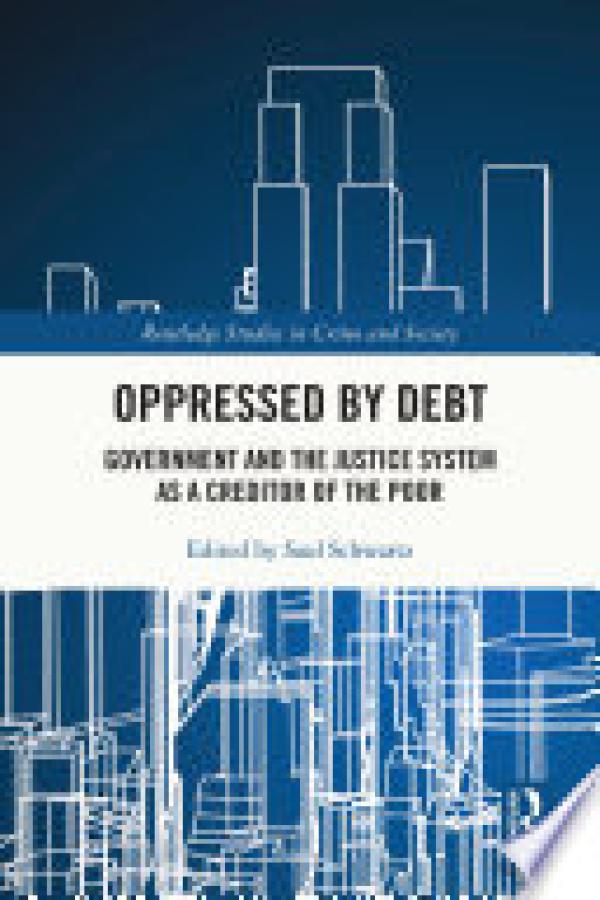 Routledge Studies in Crime and Society
OPPRESSED BY DEBT
GOVERNMENT AND THE JUSTICE SYSTEM
AS A CREDITOR OF THE POOR
Edited by Saul Schwartz